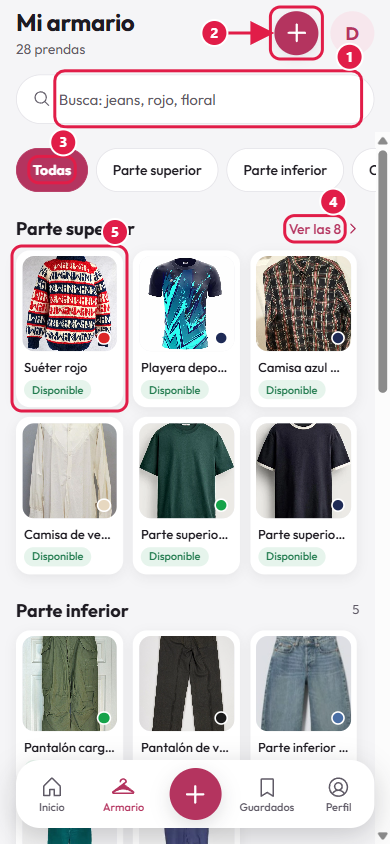 Mi armario
28 prendas
2
D
1
Busca: jeans, rojo, floral
3
Todas
Parte superior
Parte inferior
4
Parte supe
5
r
Ver las 8
Suéter rojo
Disponible
Playera depo...
Disponible
Camisa azul ...
Disponible
Camisa de ve...
Disponible
Parte superio...
Disponible
Parte superio...
Disponible
Parte inferior
5
Pantalón carg...
Pantalón de v...
Parte inferior ...
Inicio
Armario
Guardados
Perfil